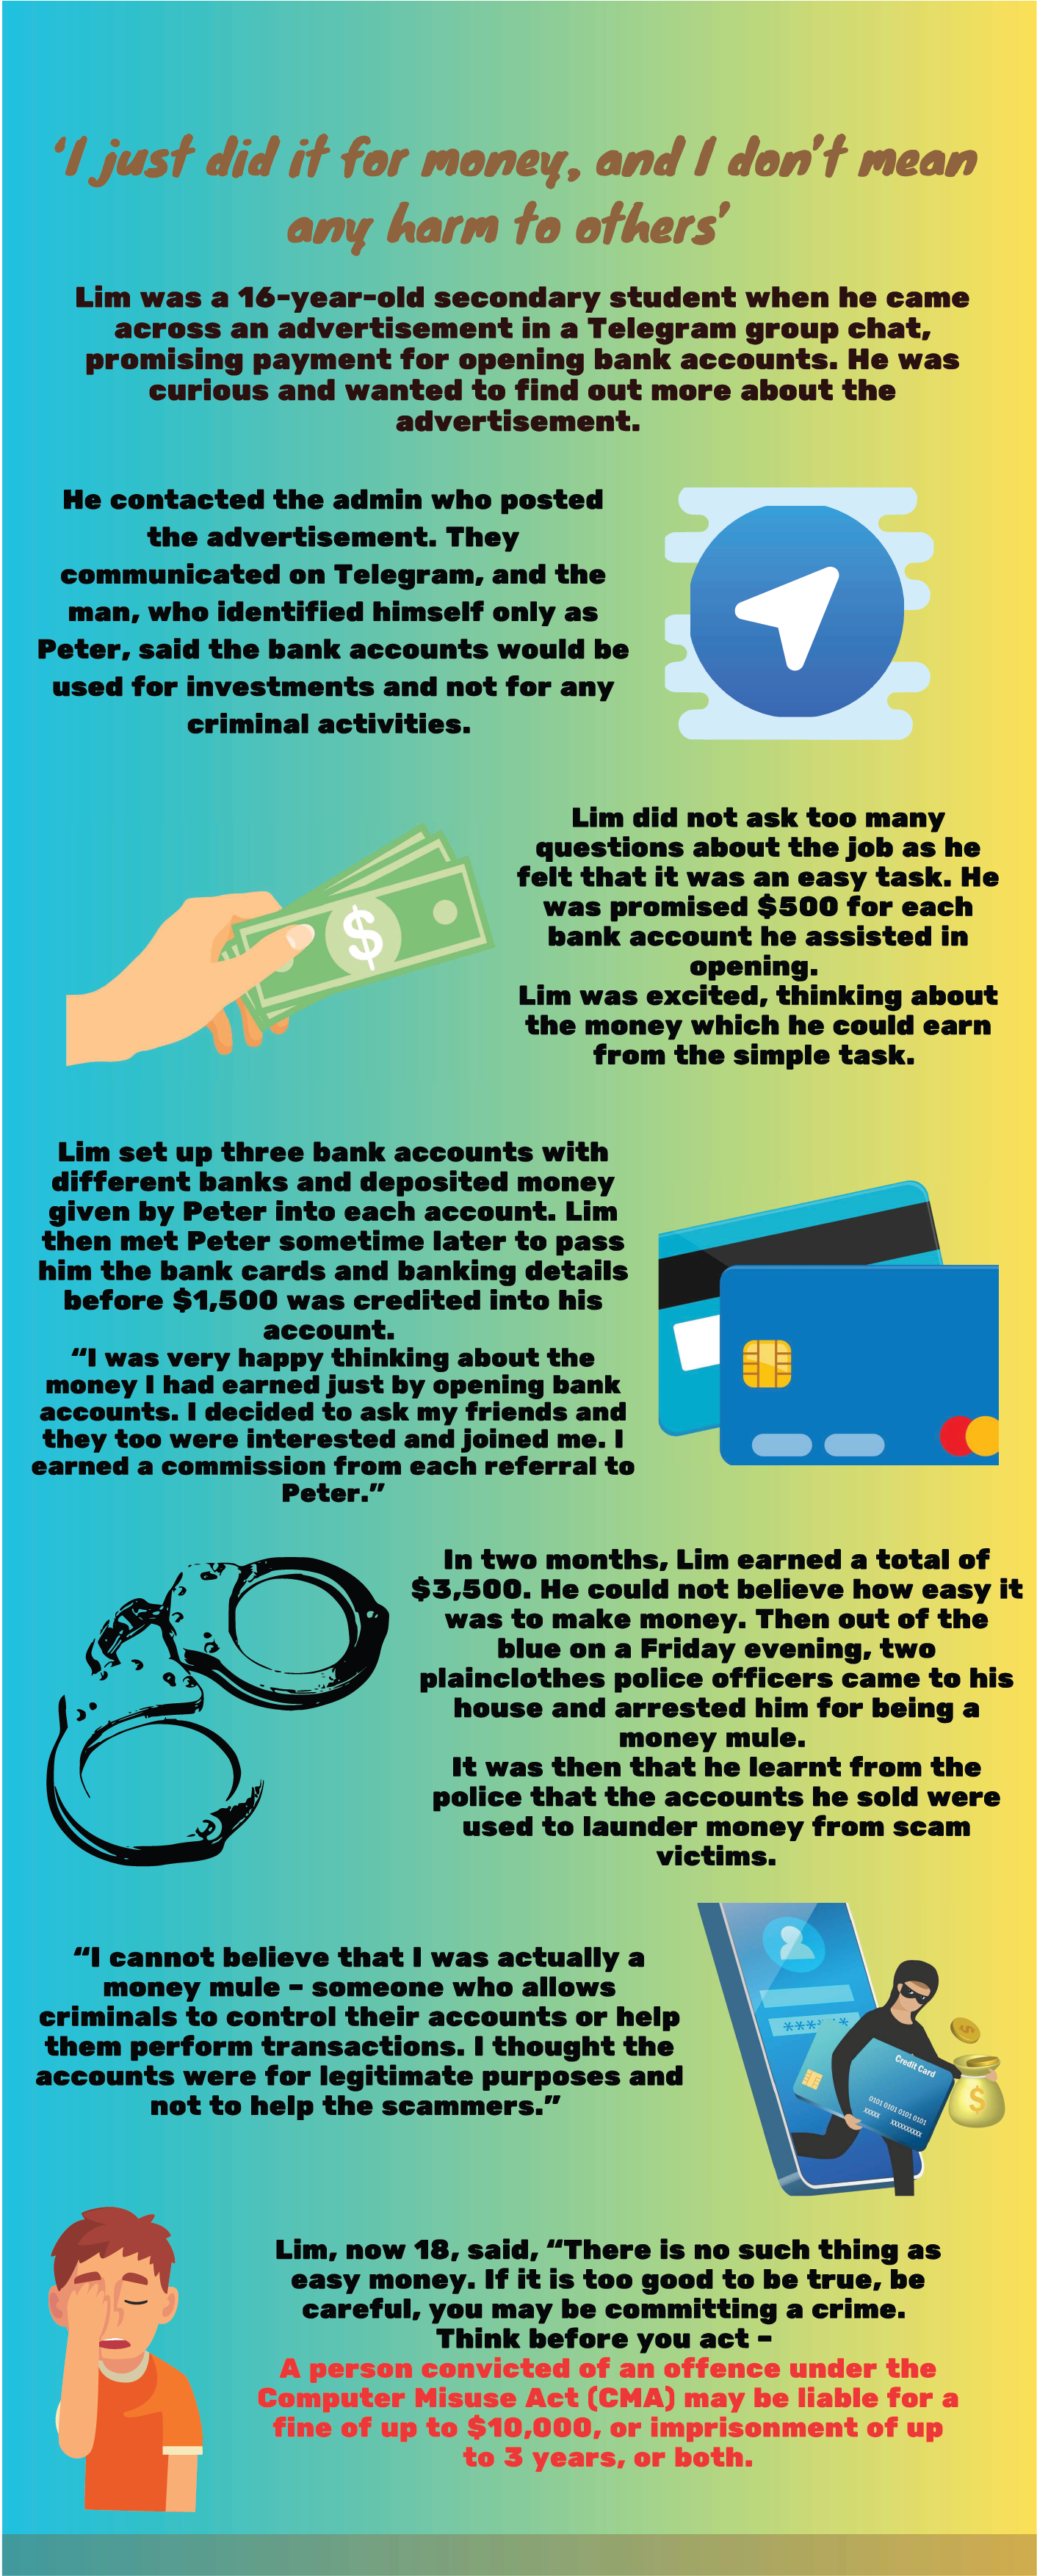 ‘I just did it for money, and I don’t mean
any harm to others’
Lim was a 16-year-old secondary student when he came
across an advertisement in a Telegram group chat,
promising payment for opening bank accounts. He was
curious and wanted to find out more about the
advertisement.
He contacted the admin who posted
the advertisement. They
communicated on Telegram, and the
man, who identified himself only as
Peter, said the bank accounts would be
used for investments and not for any
criminal activities.
Lim did not ask too many
questions about the job as he
felt that it was an easy task. He
was promised $500 for each
bank account he assisted in
opening.
Lim was excited, thinking about
the money which he could earn
from the simple task.
$
Lim set up three bank accounts with
different banks and deposited money
given by Peter into each account. Lim
then met Peter sometime later to pass
him the bank cards and banking details
before $1,500 was credited into his
account.
“I was very happy thinking about the
money I had earned just by opening bank
accounts. I decided to ask my friends and
they too were interested and joined me. I
earned a commission from each referral to
Peter.”
In two months, Lim earned a total of
$3,500. He could not believe how easy it
was to make money. Then out of the
blue on a Friday evening, two
plainclothes police officers came to his
house and arrested him for being a
money mule.
It was then that he learnt from the
police that the accounts he sold were
used to launder money from scam
victims.
“I cannot believe that I was actually a
money mule – someone who allows
criminals to control their accounts or help
them perform transactions. I thought the
accounts were for legitimate purposes and
not to help the scammers.”
Credit Card
0101 0101 0101 0101
XXXXX XXXXXXXXXX
$
Lim, now 18, said, “There is no such thing as
easy money. If it is too good to be true, be
careful, you may be committing a crime.
Think before you act –
A person convicted of an offence under the
Computer Misuse Act (CMA) may be liable for a
fine of up to $10,000, or imprisonment of up
to 3 years, or both.